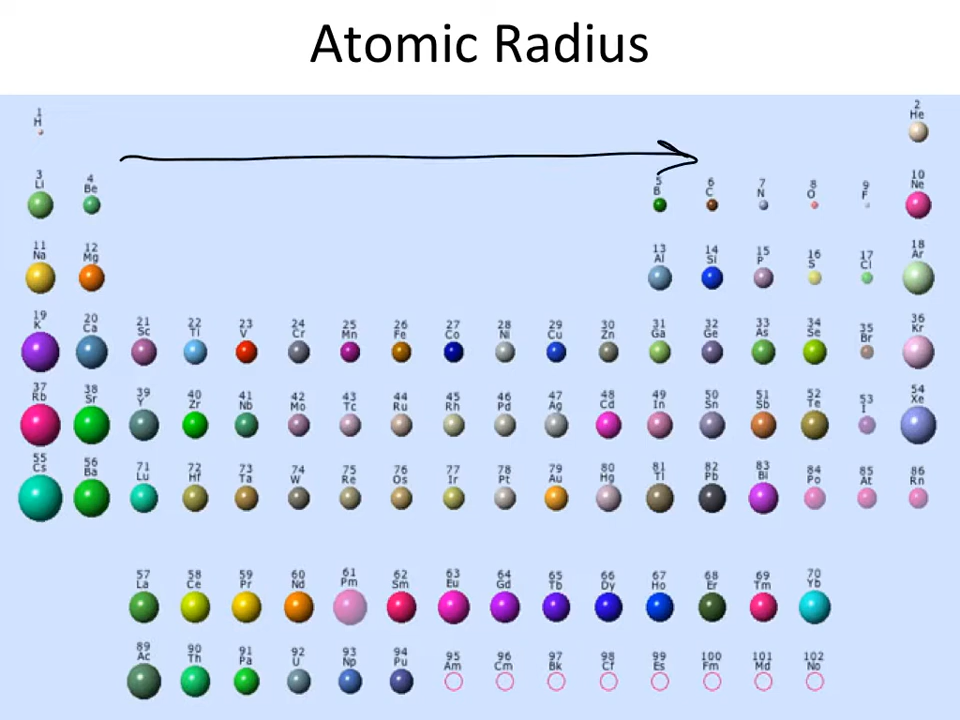 Atomic Radius
1 2
H He
3 4 5 6 7 8 9 10
Li Be B C N O F Ne
11 12 13 14 15 16 17 18
Na Mg Al Si P S Cl Ar
19 20 21 22 23 24 25 26 27 28 29 30 31 32 33 34 35 36
K Ca Sc Ti V Cr Mn Fe Co Ni Cu Zn Ga Ge As Se Br Kr
37 38 39 40 41 42 43 44 45 46 47 48 49 50 51 52 53 54
Rb Sr Y Zr Nb Mo Tc Ru Rh Pd Ag Cd In Sn Sb Te I Xe
55 56 71 72 73 74 75 76 77 78 79 80 81 82 83 84 85 86
Cs Ba Lu Hf Ta W Re Os Ir Pt Au Hg Tl Pb Bi Po At Rn
57 58 59 60 61 62 63 64 65 66 67 68 69 70
La Ce Pr Nd Pm Sm Eu Gd Tb Dy Ho Er Tm Yb
89 90 91 92 93 94 95 96 97 98 99 100 101 102
Ac Th Pa U Np Pu Am Cm Bk Cf Es Fm Md No